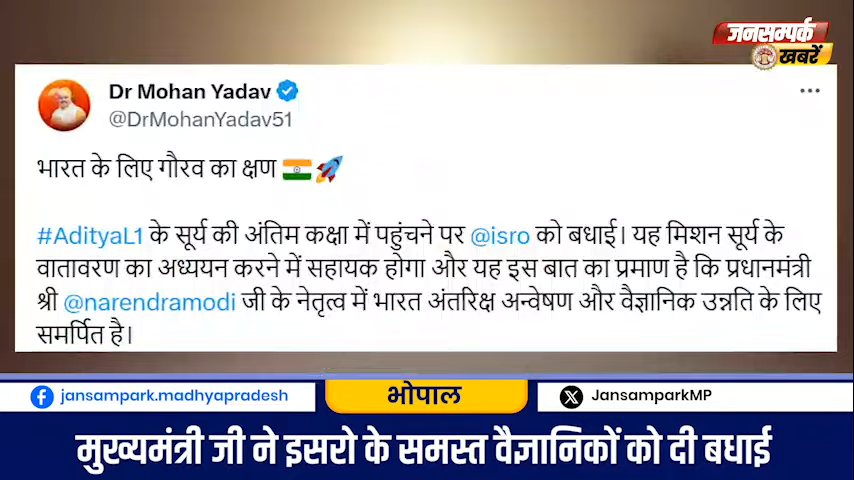 जनसम्पर्क
खबरें
Dr Mohan Yadav
@DrMohanYadav51
भारत के लिए गौरव का क्षण 🇮🇳🚀
#AdityaL1 के सूर्य की अंतिम कक्षा में पहुंचने पर @isro को बधाई। यह मिशन सूर्य के
वातावरण का अध्ययन करने में सहायक होगा और यह इस बात का प्रमाण है कि प्रधानमंत्री
श्री @narendramodi जी के नेतृत्व में भारत अंतरिक्ष अन्वेषण और वैज्ञानिक उन्नति के लिए
समर्पित है।
jansampark.madhyapradesh
भोपाल
JansamparkMP
मुख्यमंत्री जी ने इसरो के समस्त वैज्ञानिकों को दी बधाई